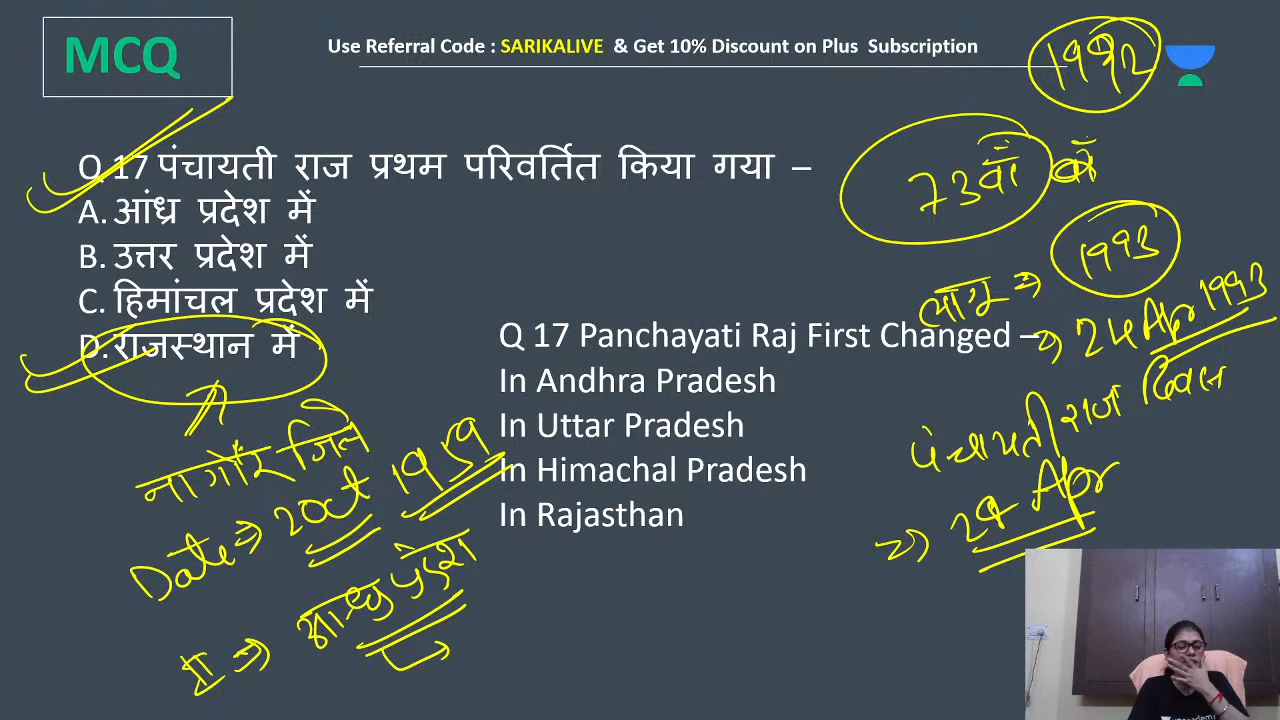 MCQ
Use Referral Code : SARIKALIVE & Get 10% Discount on Plus Subscription
1992
Q 17 पंचायती राज प्रथम परिवर्तित किया गया –
A. आंध्र प्रदेश में
B. उत्तर प्रदेश में
C. हिमांचल प्रदेश में
D. राजस्थान में
73वाँ
1993
लागू ⇒
Q 17 Panchayati Raj First Changed –
In Andhra Pradesh
In Uttar Pradesh
In Himachal Pradesh
In Rajasthan
⇒ 24 Apr 1993
पंचायती राज दिवस
⇒ 24 Apr
नागौर जिले
Date ⇒ 2 Oct 1959
II ⇒ आंध्र प्रदेश